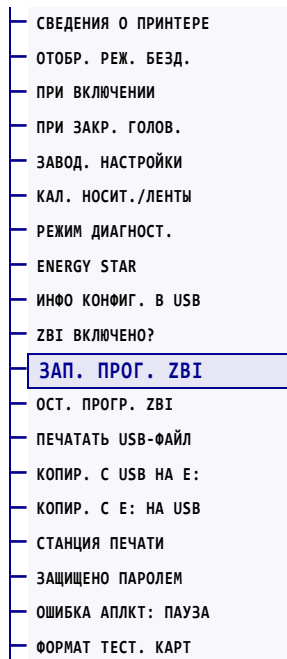 СВЕДЕНИЯ О ПРИНТЕРЕ
ОТОБР. РЕЖ. БЕЗД.
ПРИ ВКЛЮЧЕНИИ
ПРИ ЗАКР. ГОЛОВ.
ЗАВОД. НАСТРОЙКИ
КАЛ. НОСИТ./ЛЕНТЫ
РЕЖИМ ДИАГНОСТ.
ENERGY STAR
ИНФО КОНФИГ. В USB
ZBI ВКЛЮЧЕНО?
ЗАП. ПРОГ. ZBI
ОСТ. ПРОГР. ZBI
ПЕЧАТАТЬ USB-ФАЙЛ
КОПИР. С USB НА E:
КОПИР. С E: НА USB
СТАНЦИЯ ПЕЧАТИ
ЗАЩИЩЕНО ПАРОЛЕМ
ОШИБКА АПЛКТ: ПАУЗА
ФОРМАТ ТЕСТ. КАРТ